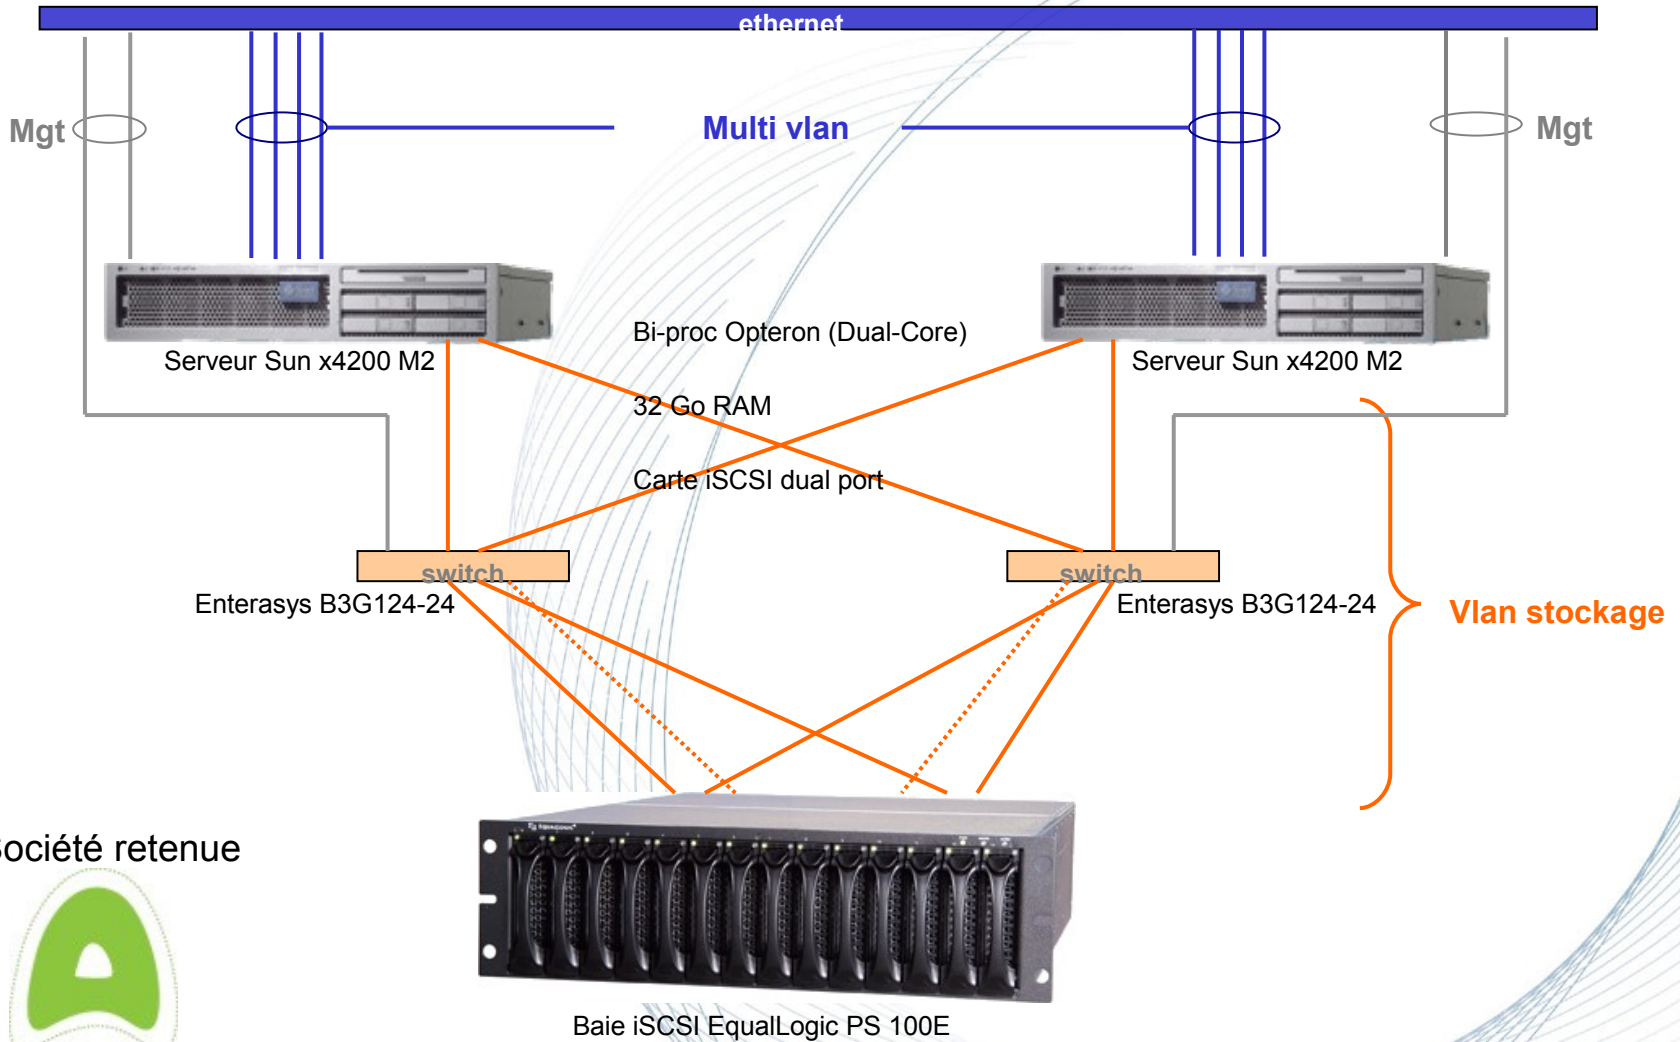 ethernet
Mgt
Multi vlan
Mgt
Bi-proc Opteron (Dual-Core)
Serveur Sun x4200 M2
Serveur Sun x4200 M2
32 Go RAM
Carte iSCSI dual port
switch
switch
Enterasys B3G124-24
Enterasys B3G124-24
Vlan stockage
ociété retenue
Baie iSCSI EqualLogic PS 100E